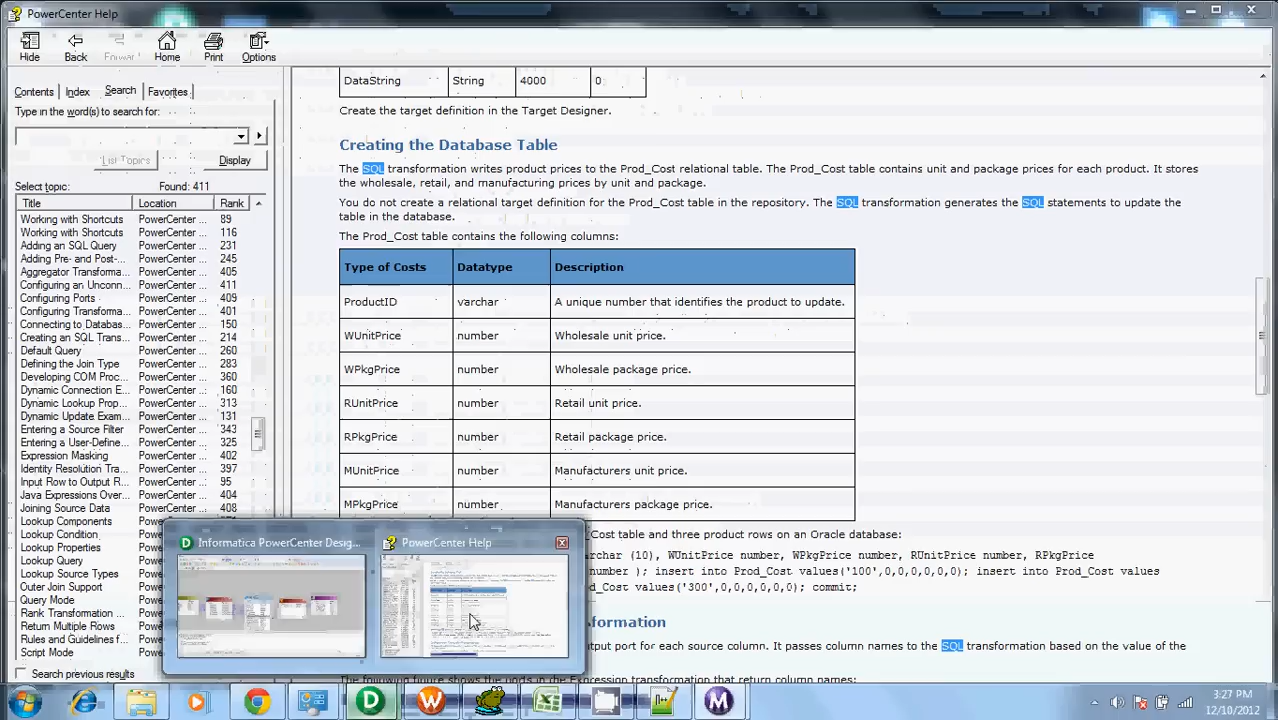 PowerCenter Help
Hide Back Forward Home Print Options
Contents Index Search Favorites
Type in the word(s) to search for:
List Topics Display
Select topic: Found: 411
Title Location Rank
Working with Shortcuts PowerCenter ... 89
Working with Shortcuts PowerCenter ... 116
Adding an SQL Query PowerCenter ... 231
Adding Pre- and Post-... PowerCenter ... 245
Aggregator Transforma... PowerCenter ... 405
Configuring an Unconn... PowerCenter ... 411
Configuring Ports PowerCenter ... 409
Configuring Transforma... PowerCenter ... 401
Connecting to Databas... PowerCenter ... 150
Creating an SQL Trans... PowerCenter ... 214
Default Query PowerCenter ... 260
Defining the Join Type PowerCenter ... 283
Developing COM Proc... PowerCenter ... 360
Dynamic Connection E... PowerCenter ... 160
Dynamic Lookup Prop... PowerCenter ... 313
Dynamic Update Exam... PowerCenter ... 131
Entering a Source Filter PowerCenter ... 343
Entering a User-Define... PowerCenter ... 325
Expression Masking PowerCenter ... 402
Identity Resolution Tra... PowerCenter ... 397
Input Row to Output R... PowerCenter ... 95
Java Expressions Over... PowerCenter ... 404
Joining Source Data PowerCenter ... 408
Lookup Components
Lookup Condition
Lookup Properties
Lookup Query
Lookup Source Types
Outer Join Support
Query Mode
Rank Transformation
Return Multiple Rows
Rules and Guidelines f...
Script Mode
Search previous results
DataString String 4000 0
Create the target definition in the Target Designer.
Creating the Database Table
The SQL transformation writes product prices to the Prod_Cost relational table. The Prod_Cost table contains unit and package prices for each product. It stores
the wholesale, retail, and manufacturing prices by unit and package.
You do not create a relational target definition for the Prod_Cost table in the repository. The SQL transformation generates the SQL statements to update the
table in the database.
The Prod_Cost table contains the following columns:
Type of Costs Datatype Description
ProductID varchar A unique number that identifies the product to update.
WUnitPrice number Wholesale unit price.
WPkgPrice number Wholesale package price.
RUnitPrice number Retail unit price.
RPkgPrice number Retail package price.
MUnitPrice number Manufacturers unit price.
MPkgPrice number Manufacturers package price.
Cost table and three product rows on an Oracle database:
(10), WUnitPrice number, WPkgPrice number, RUnitPrice number, RPkgPrice
number ); insert into Prod_Cost values('100',0,0,0,0,0,0); insert into Prod_Cost values
Prod_Cost values('300',0,0,0,0,0,0); commit;
utput port for each source column. It passes column names to the SQL transformation based on the value of the
The following figure shows the ports in the Expression transformation that return column names:
Informatica PowerCenter Desig... PowerCenter Help
3:27 PM
12/10/2012